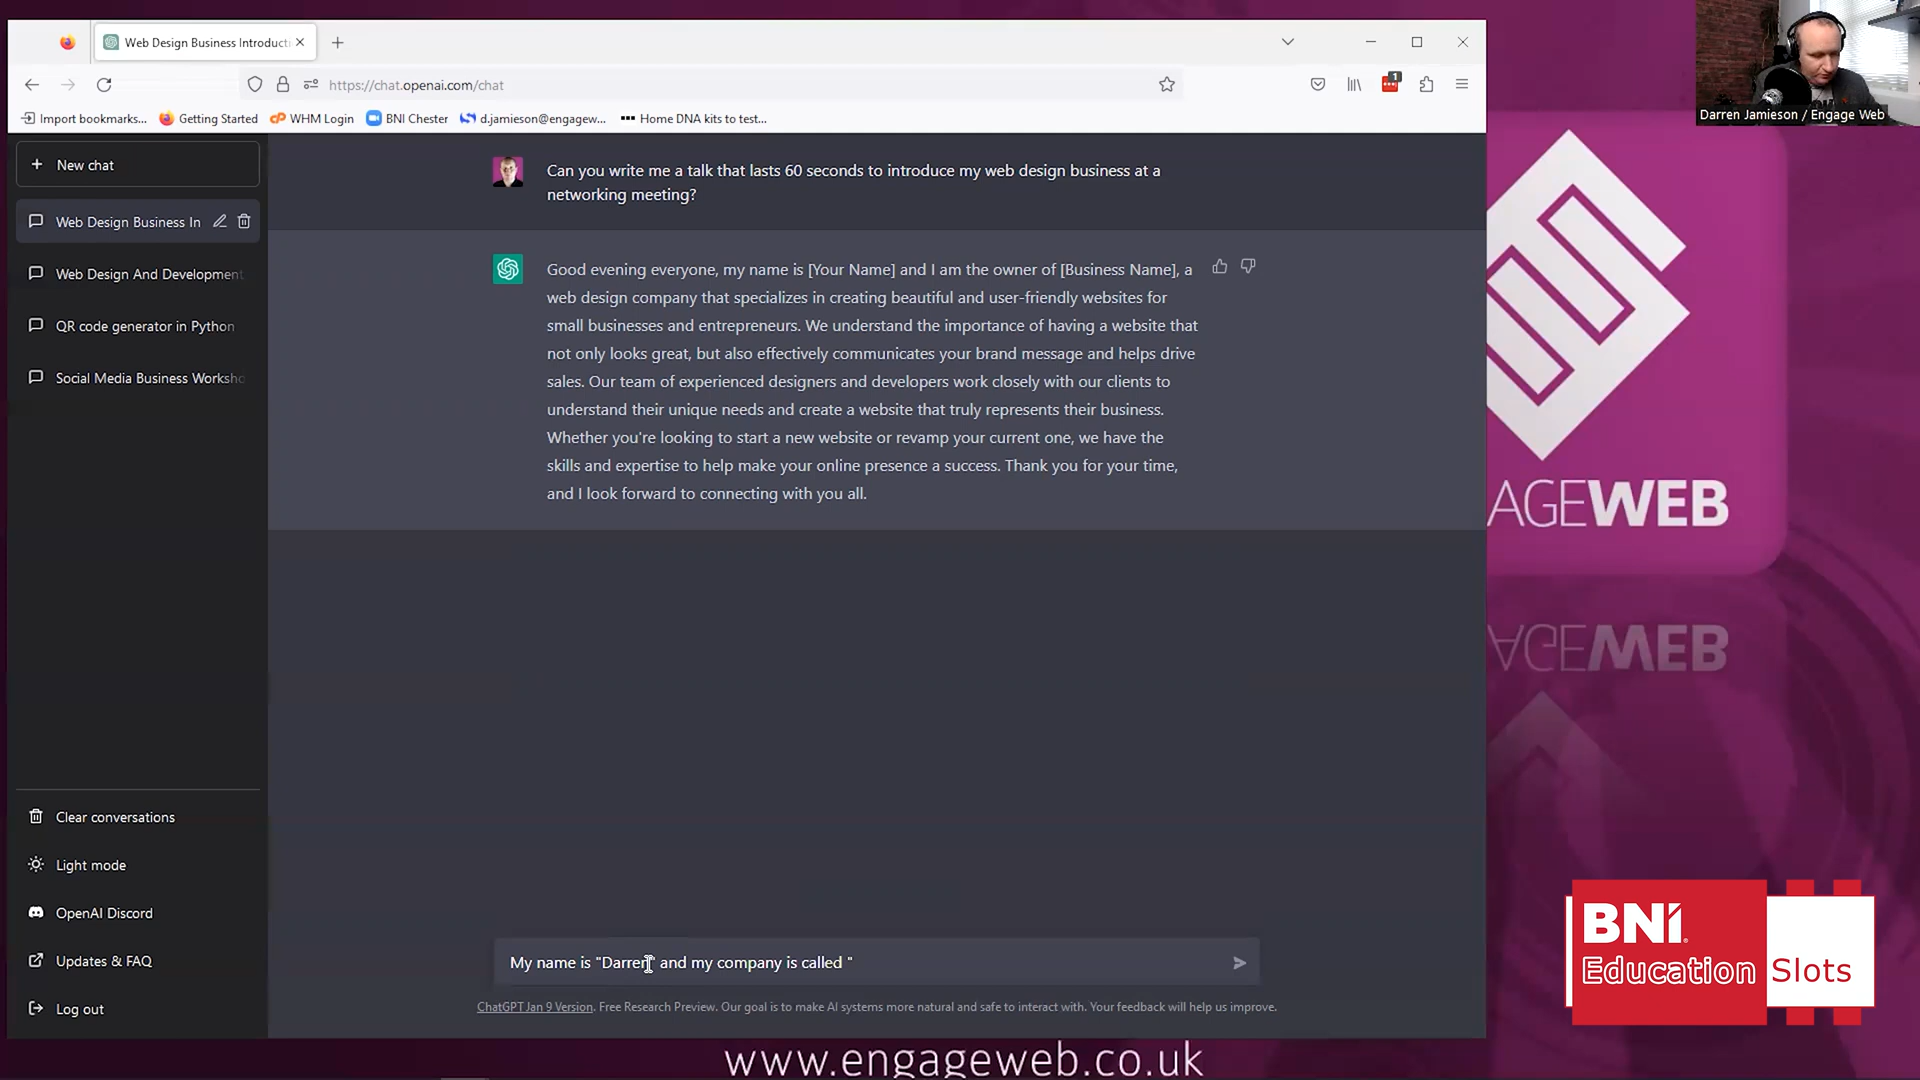 Web Design Business Introducti
https://chat.openai.com/chat
1
Import bookmarks...
Getting Started
WHM Login
BNI Chester
d.jamieson@engagew...
Home DNA kits to test...
Darren Jamieson / Engage Web
New chat
Web Design Business In
Web Design And Development
QR code generator in Python
Social Media Business Worksho
Clear conversations
Light mode
OpenAI Discord
Updates & FAQ
Log out
Can you write me a talk that lasts 60 seconds to introduce my web design business at a
networking meeting?
Good evening everyone, my name is [Your Name] and I am the owner of [Business Name], a
web design company that specializes in creating beautiful and user-friendly websites for
small businesses and entrepreneurs. We understand the importance of having a website that
not only looks great, but also effectively communicates your brand message and helps drive
sales. Our team of experienced designers and developers work closely with our clients to
understand their unique needs and create a website that truly represents their business.
Whether you're looking to start a new website or revamp your current one, we have the
skills and expertise to help make your online presence a success. Thank you for your time,
and I look forward to connecting with you all.
My name is "Darren" and my company is called "
ChatGPT Jan 9 Version. Free Research Preview. Our goal is to make AI systems more natural and safe to interact with. Your feedback will help us improve.
AGEWEB
BNI®
Education Slots
www.engageweb.co.uk